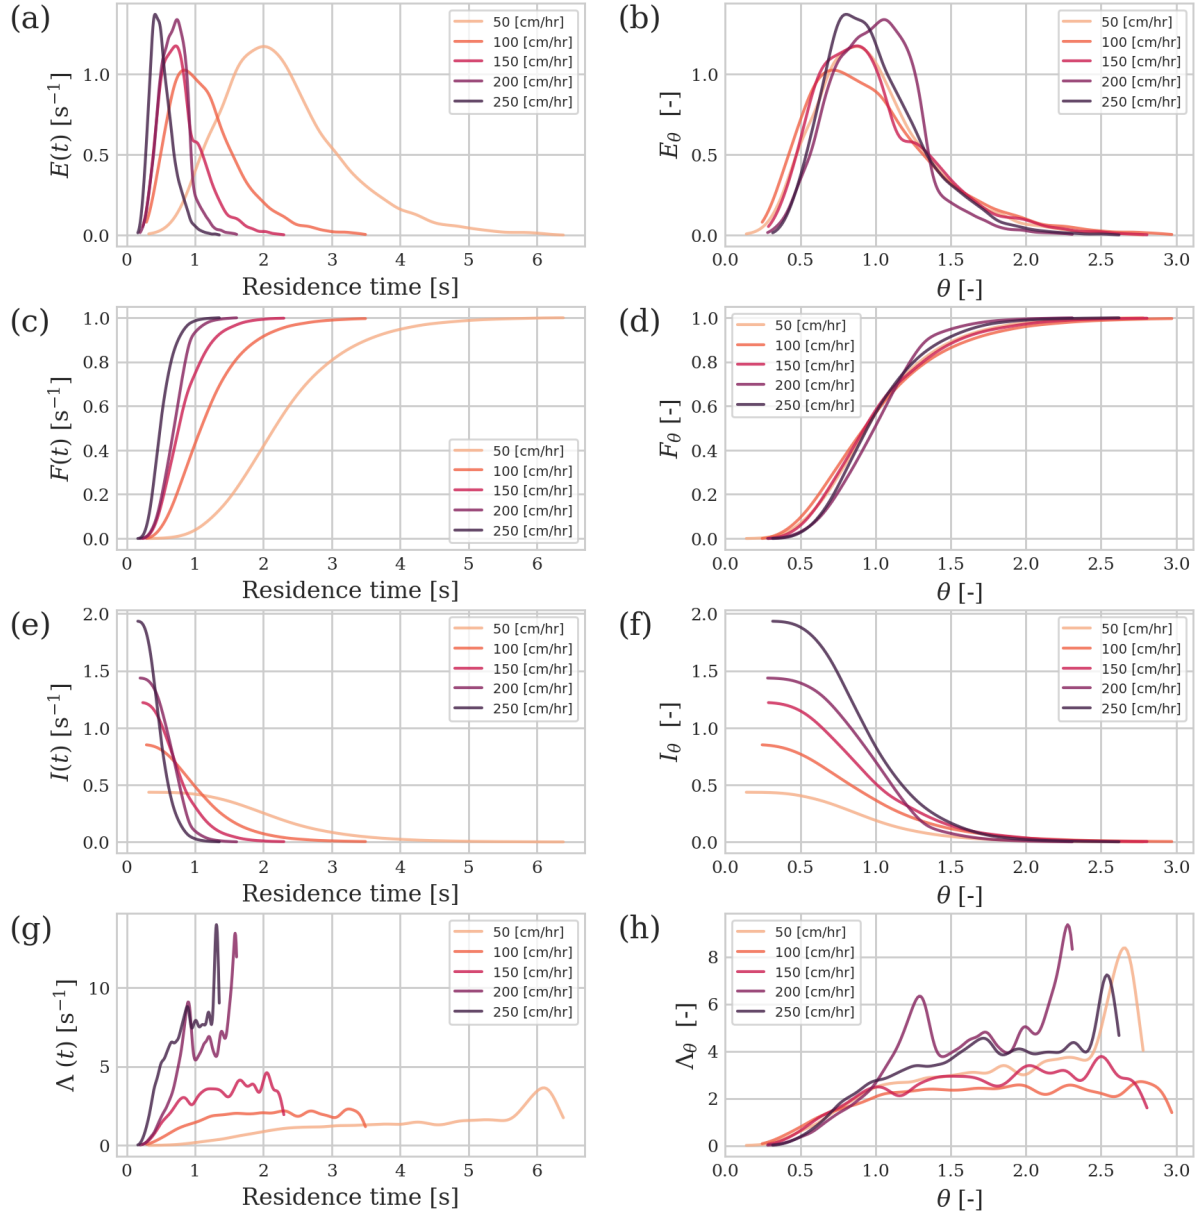 (a)
E(t) [s⁻¹]
1.0
0.5
0.0
50 [cm/hr]
100 [cm/hr]
150 [cm/hr]
200 [cm/hr]
250 [cm/hr]
0 1 2 3 4 5 6
Residence time [s]
(b)
E_θ [-]
1.0
0.5
0.0
50 [cm/hr]
100 [cm/hr]
150 [cm/hr]
200 [cm/hr]
250 [cm/hr]
0.0 0.5 1.0 1.5 2.0 2.5 3.0
θ [-]
(c)
F(t) [s⁻¹]
1.0
0.8
0.6
0.4
0.2
0.0
50 [cm/hr]
100 [cm/hr]
150 [cm/hr]
200 [cm/hr]
250 [cm/hr]
0 1 2 3 4 5 6
Residence time [s]
(d)
F_θ [-]
1.0
0.8
0.6
0.4
0.2
0.0
50 [cm/hr]
100 [cm/hr]
150 [cm/hr]
200 [cm/hr]
250 [cm/hr]
0.0 0.5 1.0 1.5 2.0 2.5 3.0
θ [-]
(e)
I(t) [s⁻¹]
2.0
1.5
1.0
0.5
0.0
50 [cm/hr]
100 [cm/hr]
150 [cm/hr]
200 [cm/hr]
250 [cm/hr]
0 1 2 3 4 5 6
Residence time [s]
(f)
I_θ [-]
2.0
1.5
1.0
0.5
0.0
50 [cm/hr]
100 [cm/hr]
150 [cm/hr]
200 [cm/hr]
250 [cm/hr]
0.0 0.5 1.0 1.5 2.0 2.5 3.0
θ [-]
(g)
Λ (t) [s⁻¹]
10
5
0
50 [cm/hr]
100 [cm/hr]
150 [cm/hr]
200 [cm/hr]
250 [cm/hr]
0 1 2 3 4 5 6
Residence time [s]
(h)
Λ_θ [-]
8
6
4
2
0
50 [cm/hr]
100 [cm/hr]
150 [cm/hr]
200 [cm/hr]
250 [cm/hr]
0.0 0.5 1.0 1.5 2.0 2.5 3.0
θ [-]